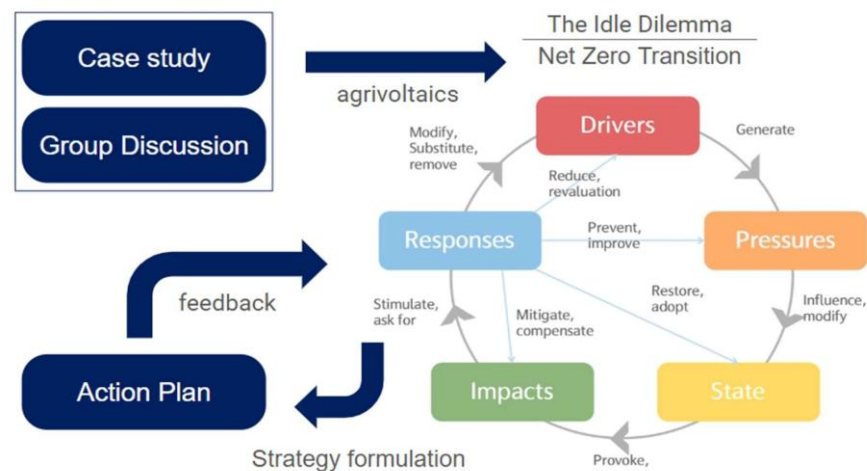 Case study
Group Discussion
agrivoltaics
The Idle Dilemma
Net Zero Transition
Drivers
Generate
Modify,
Substitute,
remove
Reduce,
revaluation
Responses
Prevent,
improve
Pressures
feedback
Stimulate,
ask for
Mitigate,
compensate
Restore,
adopt
Influence,
modify
Action Plan
Impacts
State
Strategy formulation
Provoke,